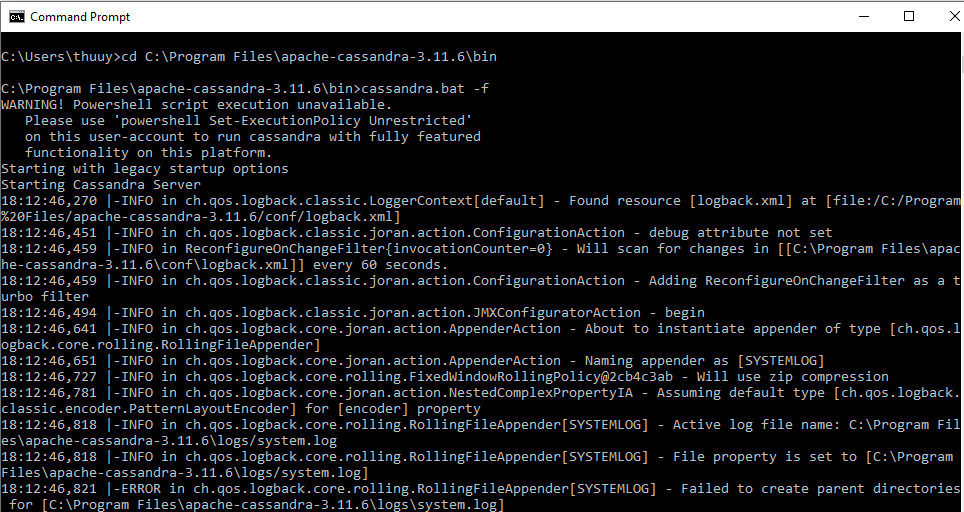 Command Prompt
C:\Users\thuuy>cd C:\Program Files\apache-cassandra-3.11.6\bin
C:\Program Files\apache-cassandra-3.11.6\bin>cassandra.bat -f
WARNING! Powershell script execution unavailable.
   Please use 'powershell Set-ExecutionPolicy Unrestricted'
   on this user-account to run cassandra with fully featured
   functionality on this platform.
Starting with legacy startup options
Starting Cassandra Server
18:12:46,270 |-INFO in ch.qos.logback.classic.LoggerContext[default] - Found resource [logback.xml] at [file:/C:/Program
%20Files/apache-cassandra-3.11.6/conf/logback.xml]
18:12:46,451 |-INFO in ch.qos.logback.classic.joran.action.ConfigurationAction - debug attribute not set
18:12:46,459 |-INFO in ReconfigureOnChangeFilter{invocationCounter=0} - Will scan for changes in [[C:\Program Files\apac
he-cassandra-3.11.6\conf\logback.xml]] every 60 seconds.
18:12:46,459 |-INFO in ch.qos.logback.classic.joran.action.ConfigurationAction - Adding ReconfigureOnChangeFilter as a t
urbo filter
18:12:46,494 |-INFO in ch.qos.logback.classic.joran.action.JMXConfiguratorAction - begin
18:12:46,641 |-INFO in ch.qos.logback.core.joran.action.AppenderAction - About to instantiate appender of type [ch.qos.l
ogback.core.rolling.RollingFileAppender]
18:12:46,651 |-INFO in ch.qos.logback.core.joran.action.AppenderAction - Naming appender as [SYSTEMLOG]
18:12:46,727 |-INFO in ch.qos.logback.core.rolling.FixedWindowRollingPolicy@2cb4c3ab - Will use zip compression
18:12:46,781 |-INFO in ch.qos.logback.core.joran.action.NestedComplexPropertyIA - Assuming default type [ch.qos.logback.
classic.encoder.PatternLayoutEncoder] for [encoder] property
18:12:46,818 |-INFO in ch.qos.logback.core.rolling.RollingFileAppender[SYSTEMLOG] - Active log file name: C:\Program Fil
es\apache-cassandra-3.11.6\logs/system.log
18:12:46,818 |-INFO in ch.qos.logback.core.rolling.RollingFileAppender[SYSTEMLOG] - File property is set to [C:\Program
Files\apache-cassandra-3.11.6\logs/system.log]
18:12:46,821 |-ERROR in ch.qos.logback.core.rolling.RollingFileAppender[SYSTEMLOG] - Failed to create parent directories
 for [C:\Program Files\apache-cassandra-3.11.6\logs\system.log]